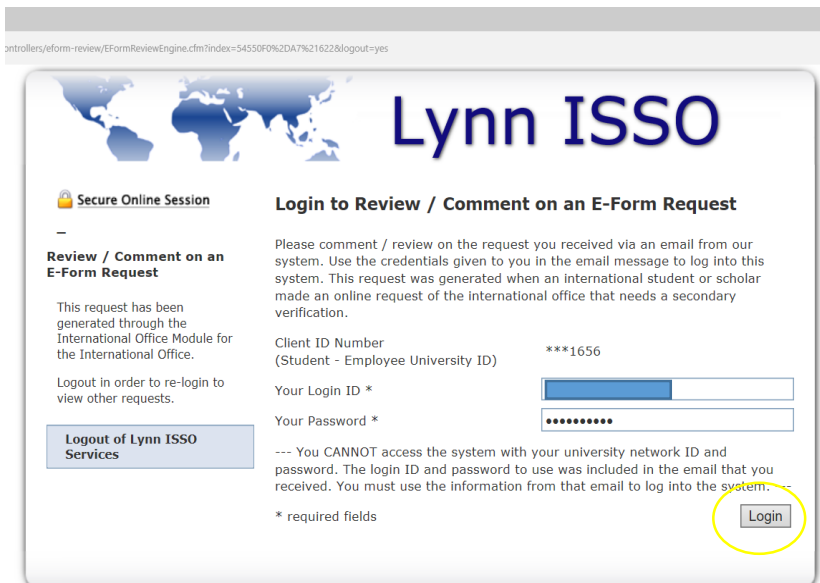 ontrollers/eform-review/EFormReviewEngine.cfm?index=54550F0%2DA7%21622&logout=yes
Lynn ISSO
Secure Online Session
–
Review / Comment on an
E-Form Request
This request has been
generated through the
International Office Module for
the International Office.
Logout in order to re-login to
view other requests.
Logout of Lynn ISSO
Services
Login to Review / Comment on an E-Form Request
Please comment / review on the request you received via an email from our
system. Use the credentials given to you in the email message to log into this
system. This request was generated when an international student or scholar
made an online request of the international office that needs a secondary
verification.
Client ID Number
(Student - Employee University ID)
***1656
Your Login ID *
Your Password *
••••••••••
--- You CANNOT access the system with your university network ID and
password. The login ID and password to use was included in the email that you
received. You must use the information from that email to log into the system. ---
* required fields
Login